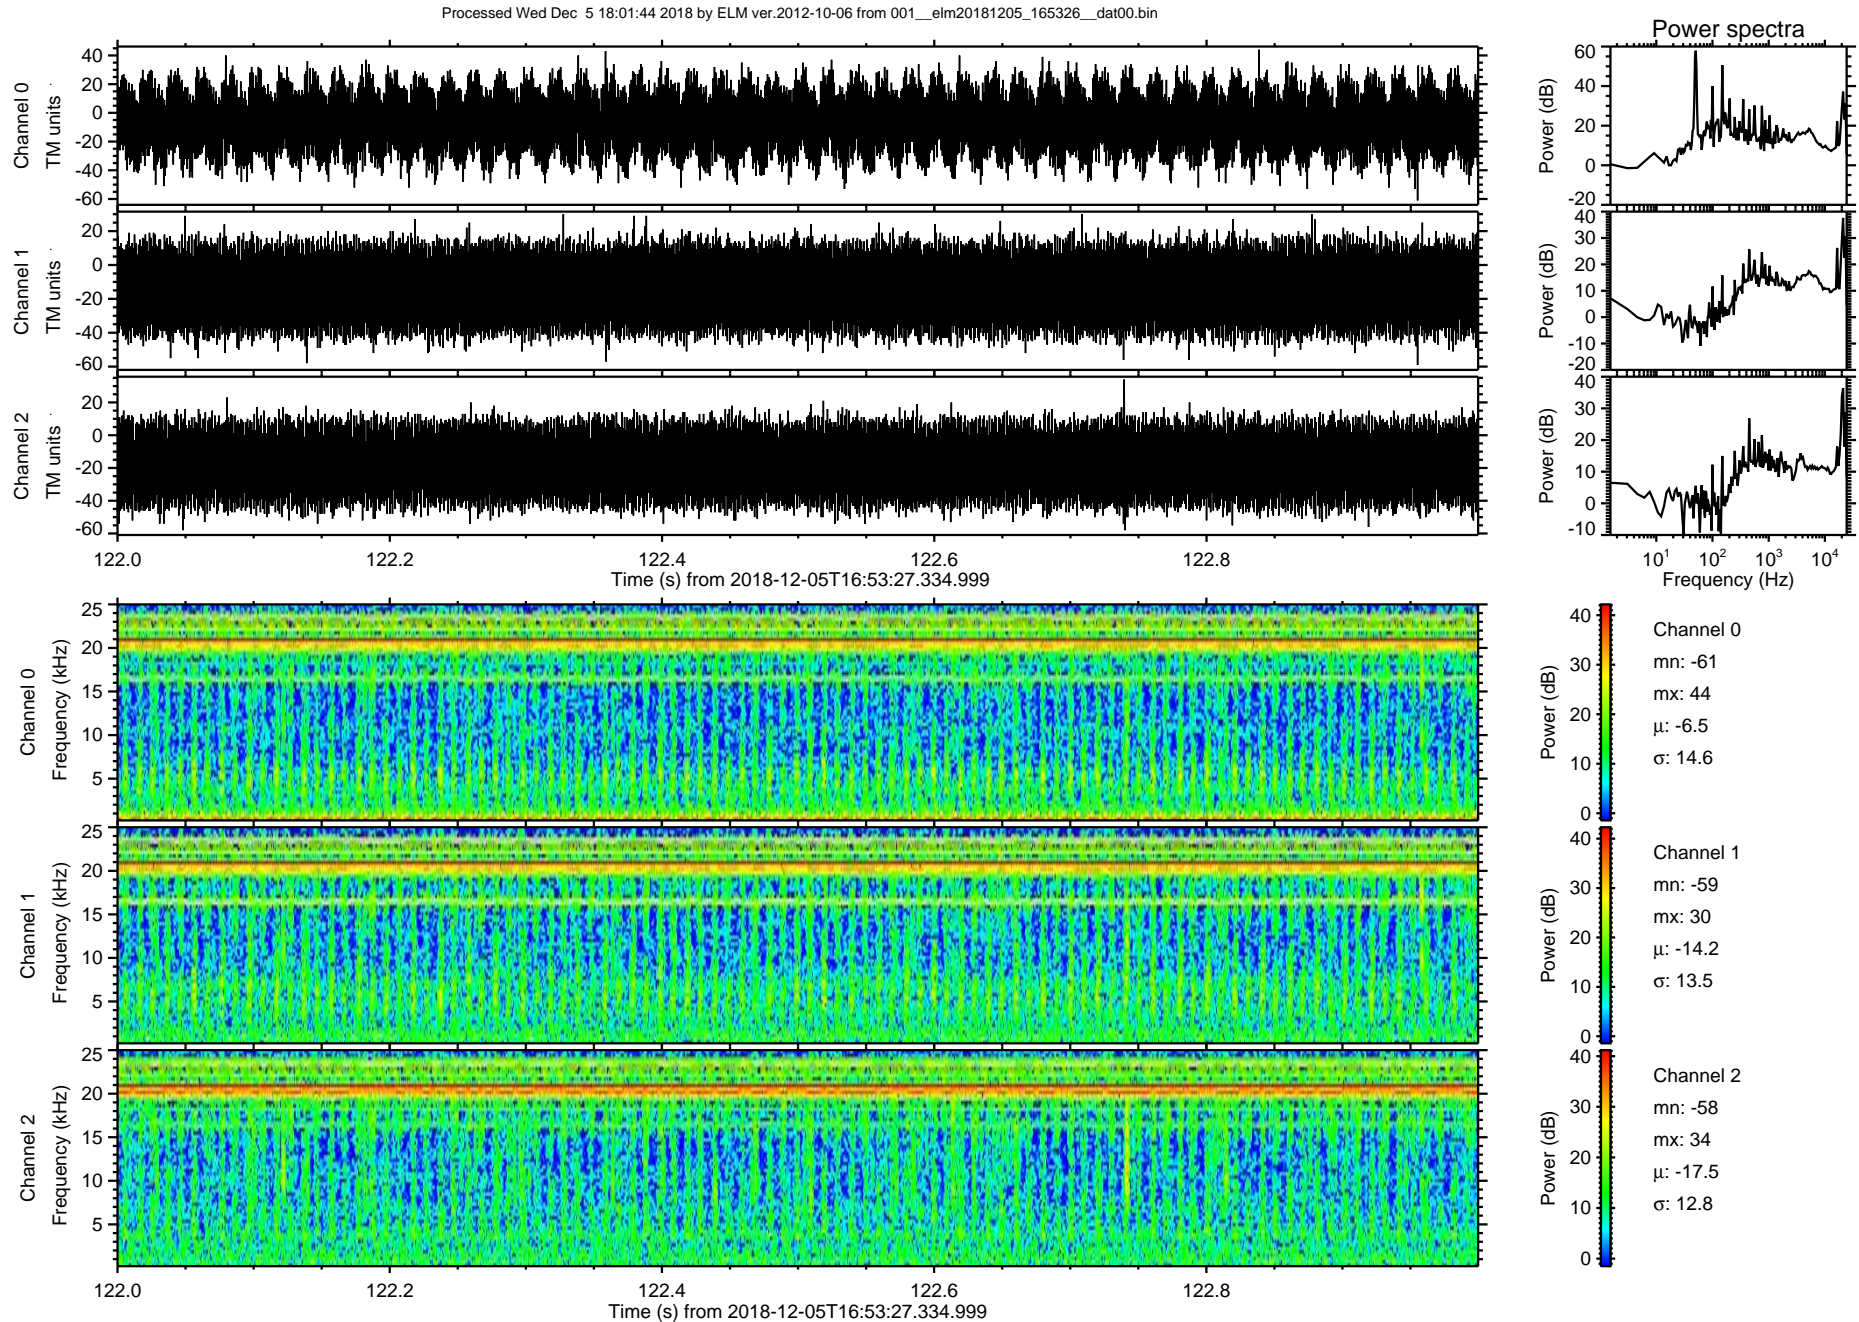 Processed Wed Dec  5 18:01:44 2018 by ELM ver.2012-10-06 from 001__elm20181205_165326__dat00.bin
Power spectra
Channel 0
TM units
40
20
0
-20
-40
-60
Power (dB)
60
40
20
0
-20
Channel 1
TM units
20
0
-20
-40
-60
Power (dB)
40
30
20
10
0
-10
-20
Channel 2
TM units
20
0
-20
-40
-60
Power (dB)
40
30
20
10
0
-10
122.0 122.2 122.4 122.6 122.8
Time (s) from 2018-12-05T16:53:27.334.999
10¹ 10² 10³ 10⁴
Frequency (Hz)
Channel 0
Frequency (kHz)
25
20
15
10
5
Power (dB)
40
30
20
10
0
Channel 0
mn: -61
mx: 44
μ: -6.5
σ: 14.6
Channel 1
Frequency (kHz)
25
20
15
10
5
Power (dB)
40
30
20
10
0
Channel 1
mn: -59
mx: 30
μ: -14.2
σ: 13.5
Channel 2
Frequency (kHz)
25
20
15
10
5
Power (dB)
40
30
20
10
0
Channel 2
mn: -58
mx: 34
μ: -17.5
σ: 12.8
122.0 122.2 122.4 122.6 122.8
Time (s) from 2018-12-05T16:53:27.334.999